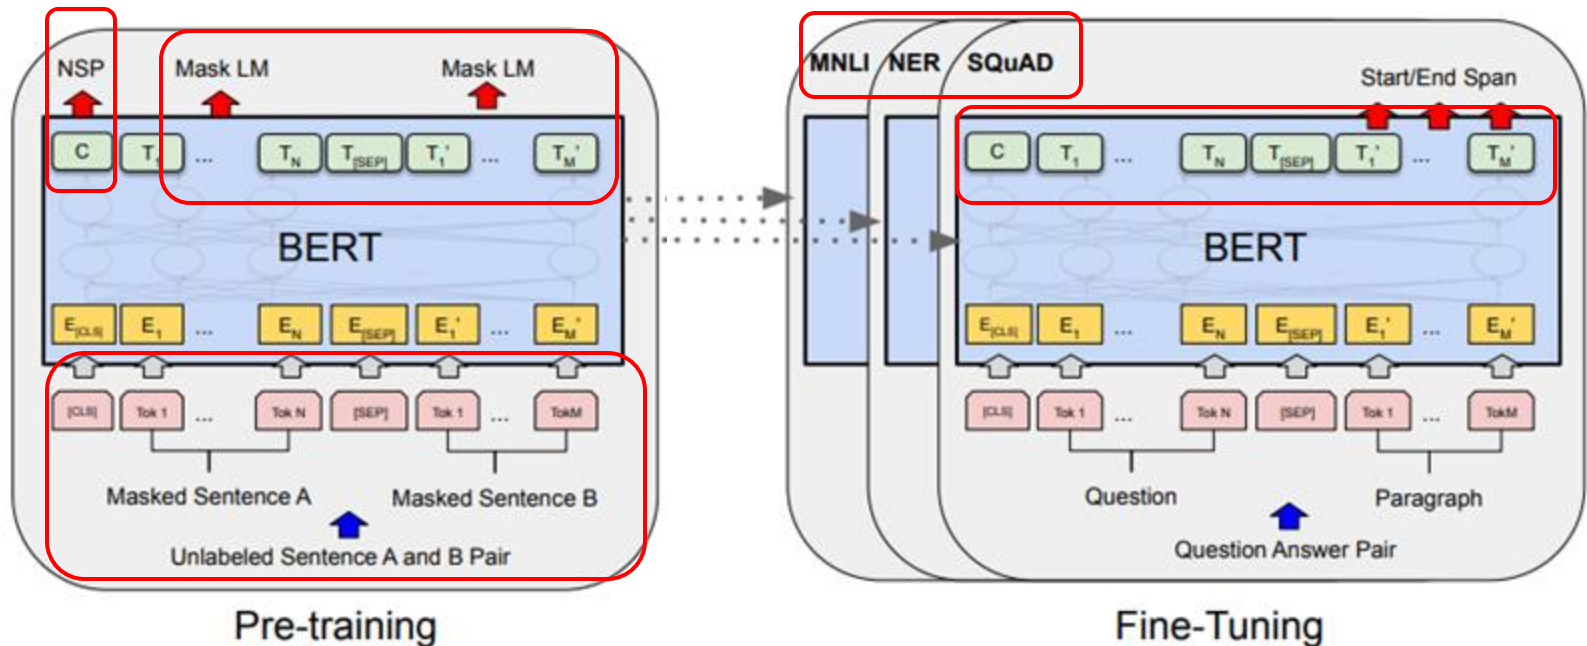 NSP Mask LM Mask LM
C T1 ... TN T[SEP] T1' ... TM'
BERT
E[CLS] E1 ... EN E[SEP] E1' ... EM'
[CLS] Tok 1 ... Tok N [SEP] Tok 1 ... TokM
Masked Sentence A Masked Sentence B
Unlabeled Sentence A and B Pair
Pre-training
MNLI NER SQuAD
Start/End Span
C T1 ... TN T[SEP] T1' ... TM'
BERT
E[CLS] E1 ... EN E[SEP] E1' ... EM'
[CLS] Tok 1 ... Tok N [SEP] Tok 1 ... TokM
Question Paragraph
Question Answer Pair
Fine-Tuning